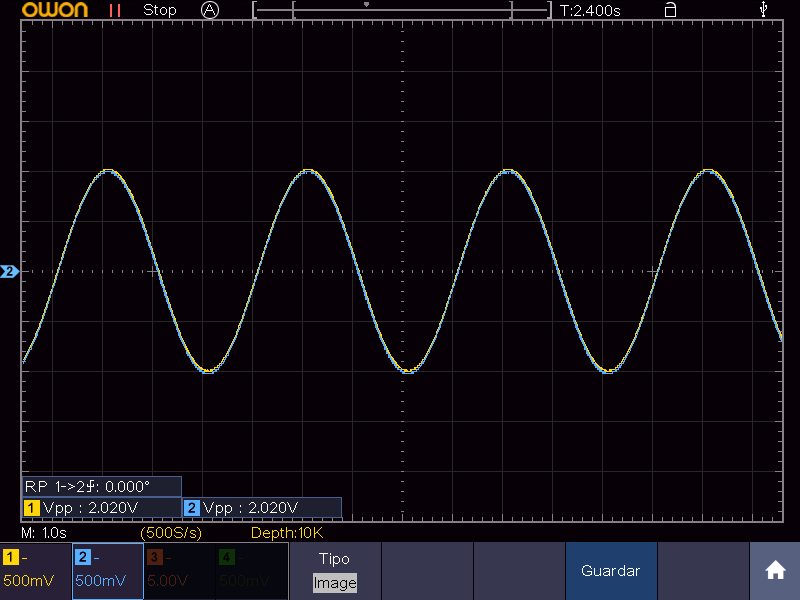 OWON Stop A T:2.400s
2
RP 1->2: 0.000°
1 Vpp : 2.020V 2 Vpp : 2.020V
M: 1.0s (500S/s) Depth:10K
1 - 2 - 3 - 4 -
500mV 500mV 5.00V 500mV
Tipo
Image
Guardar